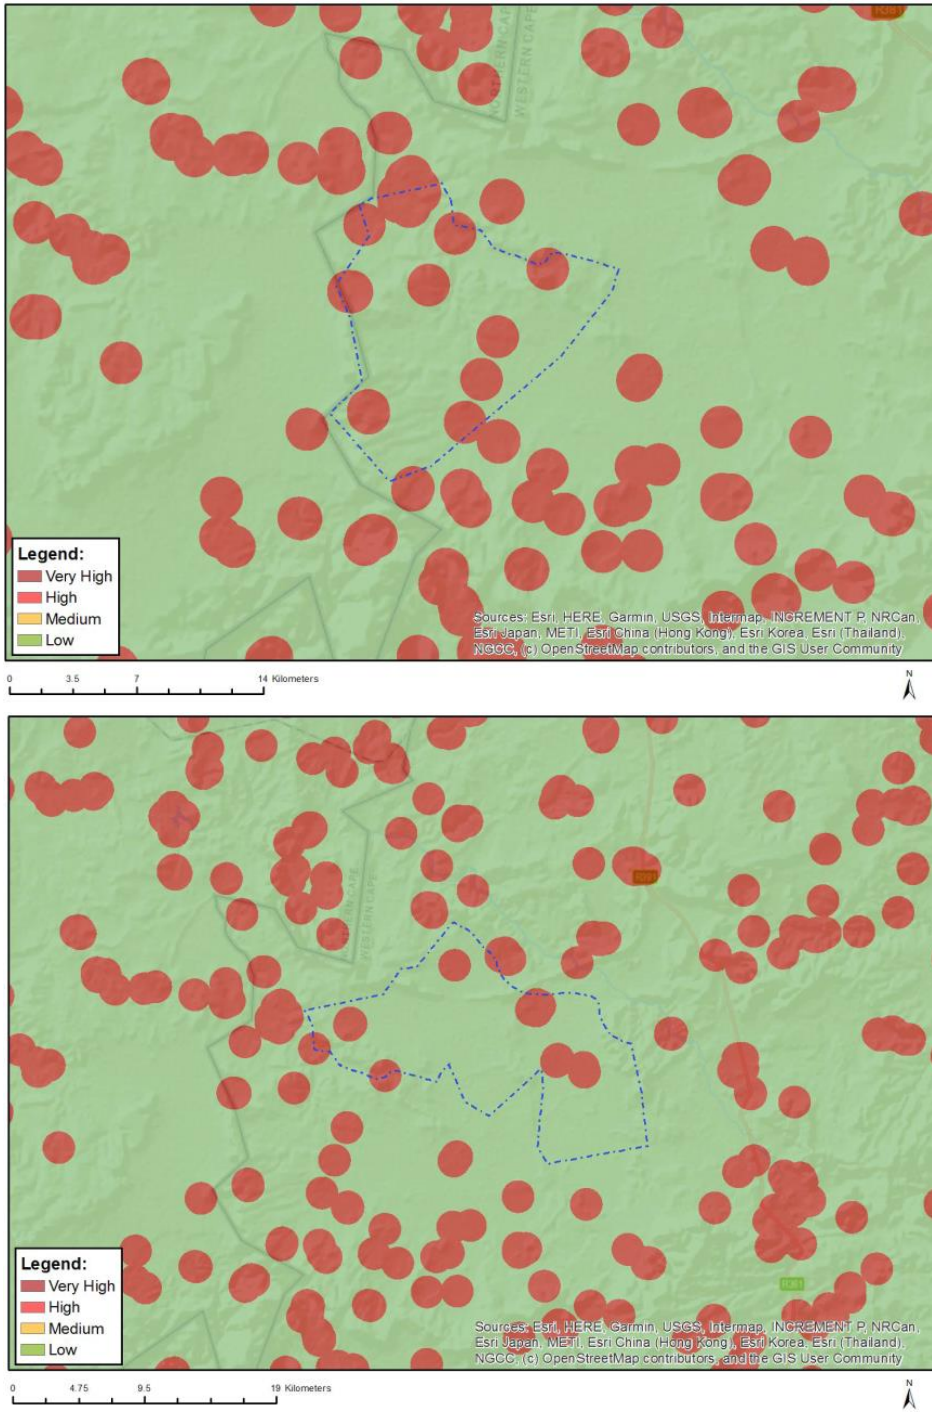 R381
NORTHERN CAPE
WESTERN CAPE
Legend:
Very High
High
Medium
Low
Sources: Esri, HERE, Garmin, USGS, Intermap, INCREMENT P, NRCan,
Esri Japan, METI, Esri China (Hong Kong), Esri Korea, Esri (Thailand),
NGCC, (c) OpenStreetMap contributors, and the GIS User Community
0 3.5 7 14 Kilometers
N
NORTHERN CAPE
WESTERN CAPE
R381
Legend:
Very High
High
Medium
Low
Sources: Esri, HERE, Garmin, USGS, Intermap, INCREMENT P, NRCan,
Esri Japan, METI, Esri China (Hong Kong), Esri Korea, Esri (Thailand),
NGCC, (c) OpenStreetMap contributors, and the GIS User Community
0 4.75 9.5 19 Kilometers
N